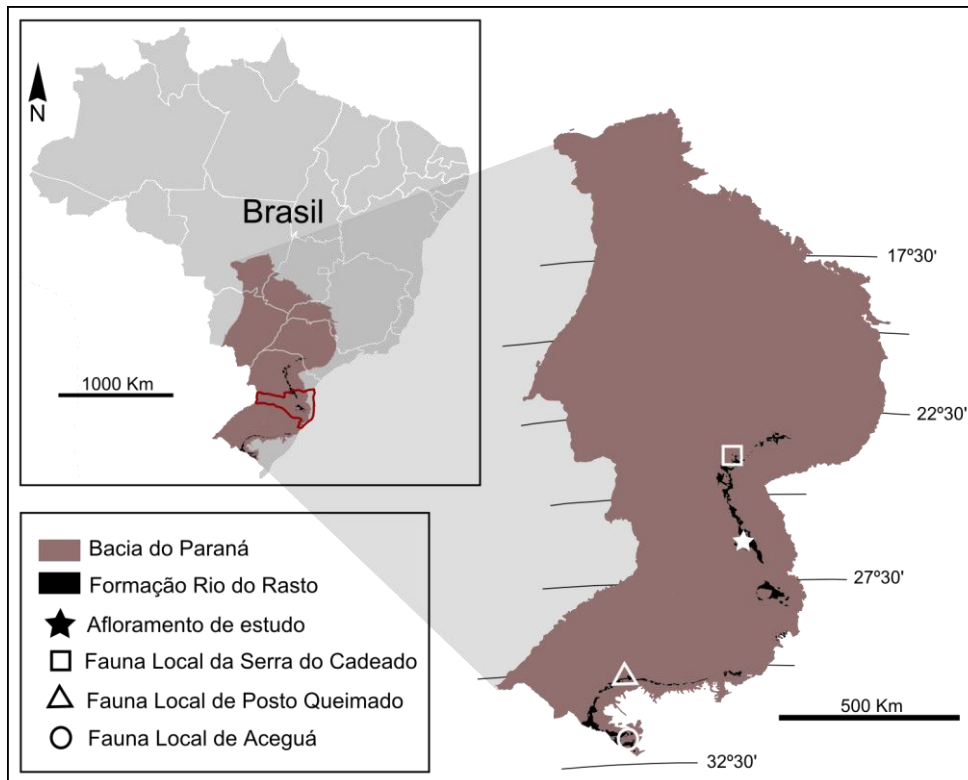 N
Brasil
1000 Km
Bacia do Paraná
Formação Rio do Rasto
Afloramento de estudo
Fauna Local da Serra do Cadeado
Fauna Local de Posto Queimado
Fauna Local de Aceguá
17º30'
22º30'
27º30'
500 Km
32º30'